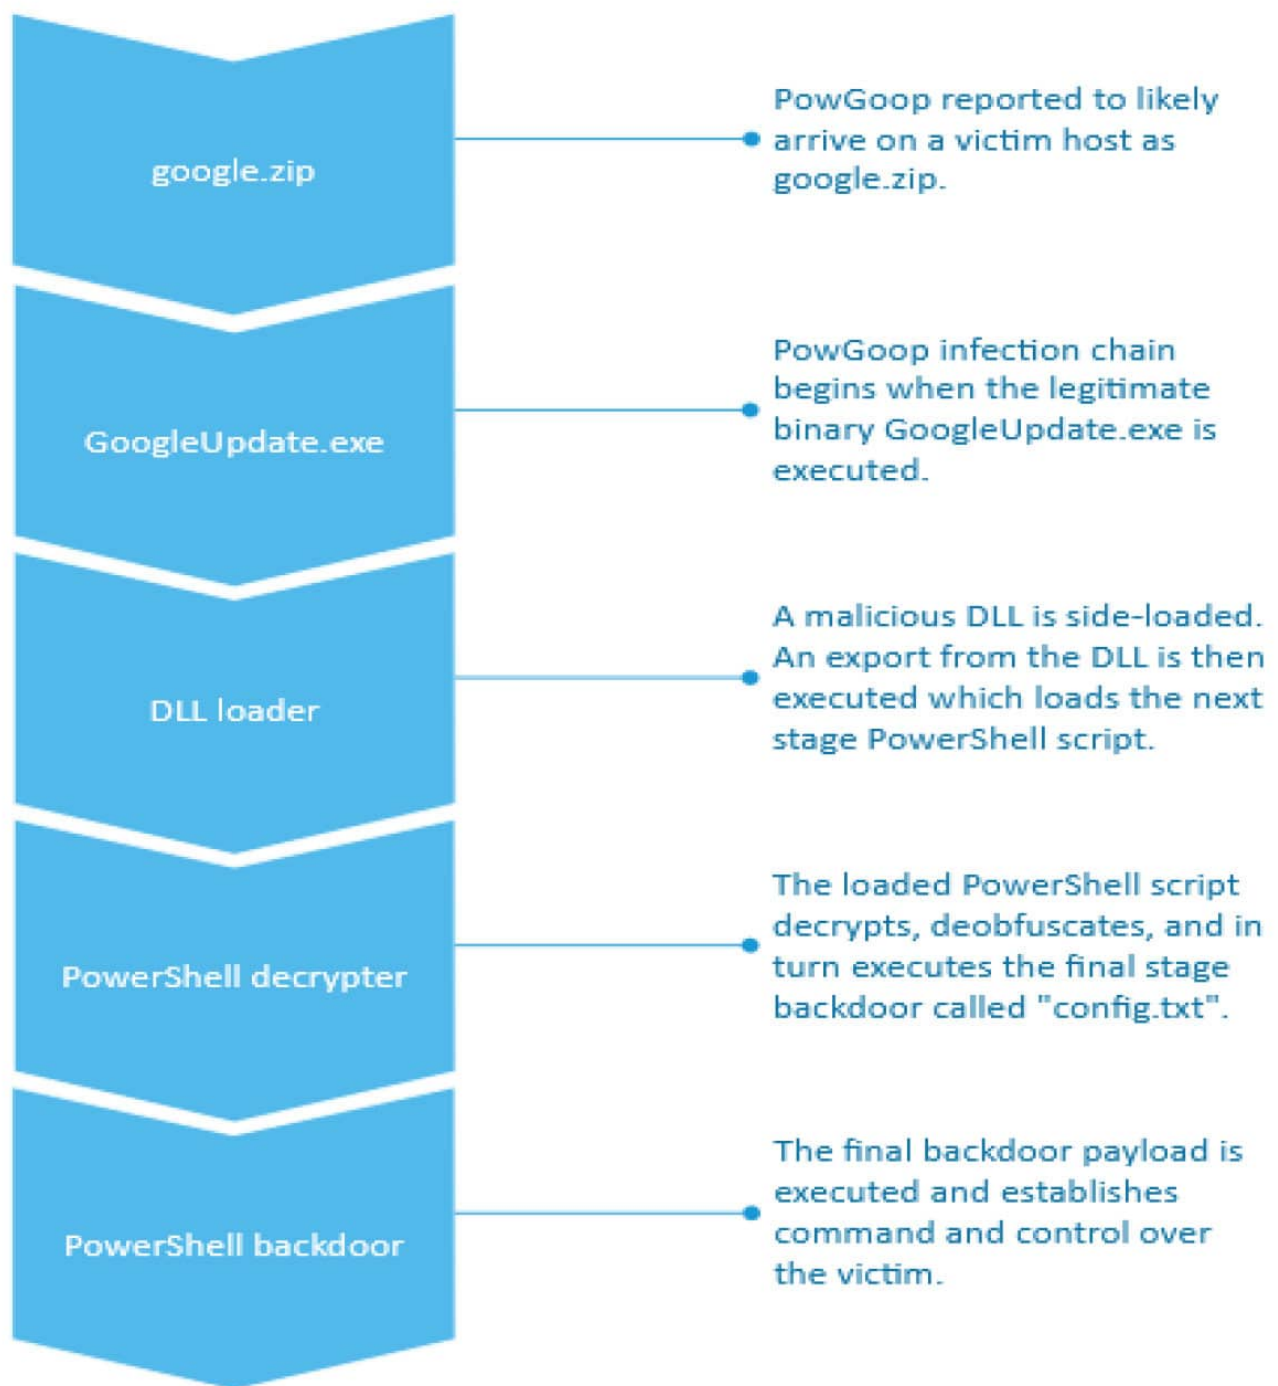 google.zip
PowGoop reported to likely
arrive on a victim host as
google.zip.
GoogleUpdate.exe
PowGoop infection chain
begins when the legitimate
binary GoogleUpdate.exe is
executed.
DLL loader
A malicious DLL is side-loaded.
An export from the DLL is then
executed which loads the next
stage PowerShell script.
PowerShell decrypter
The loaded PowerShell script
decrypts, deobfuscates, and in
turn executes the final stage
backdoor called "config.txt".
PowerShell backdoor
The final backdoor payload is
executed and establishes
command and control over
the victim.